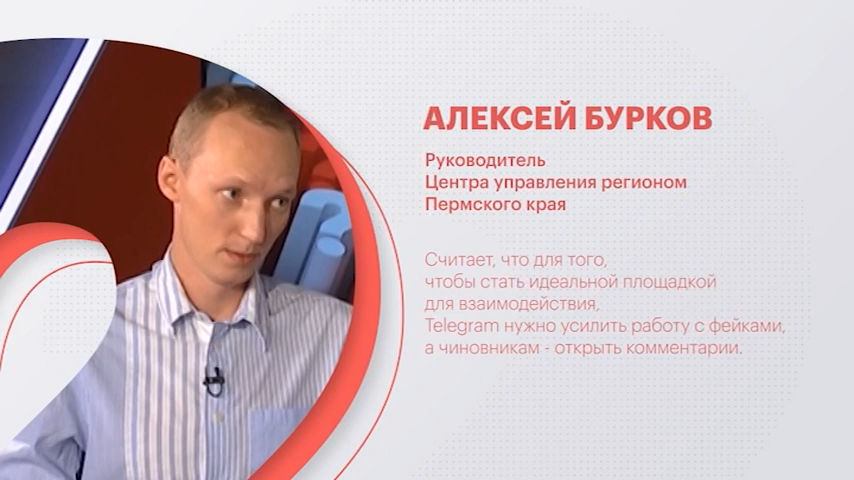 АЛЕКСЕЙ БУРКОВ
Руководитель
Центра управления регионом
Пермского края
Считает, что для того,
чтобы стать идеальной площадкой
для взаимодействия,
Telegram нужно усилить работу с фейками,
а чиновникам - открыть комментарии.